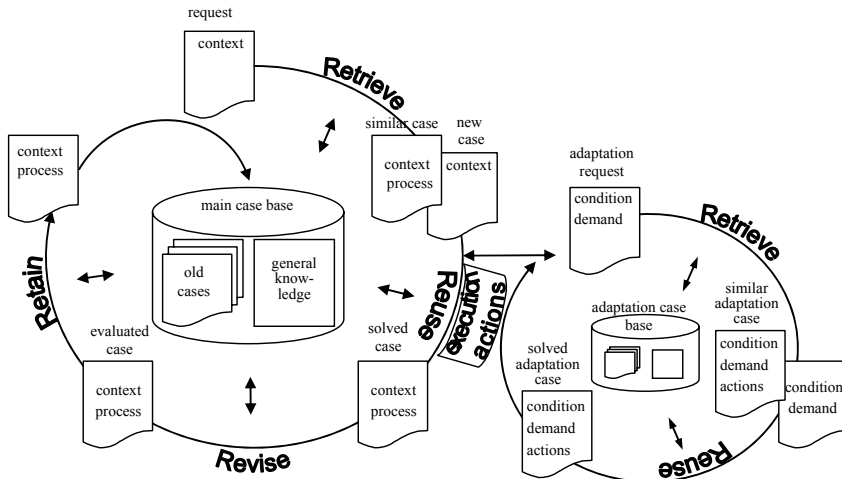 request
context
Retrieve
similar case
context
process
new
case
context
context
process
main case base
old
cases
general
know-
ledge
Retain
Reuse
execution
actions
evaluated
case
context
process
solved
case
context
process
Revise
adaptation
request
condition
demand
Retrieve
adaptation case
base
similar
adaptation
case
condition
demand
actions
condition
demand
solved
adaptation
case
condition
demand
actions
Reuse